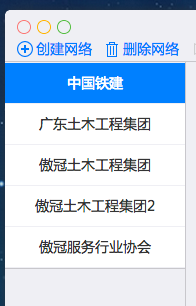 创建网络 删除网络
中国铁建
广东土木工程集团
傲冠土木工程集团
傲冠土木工程集团2
傲冠服务行业协会